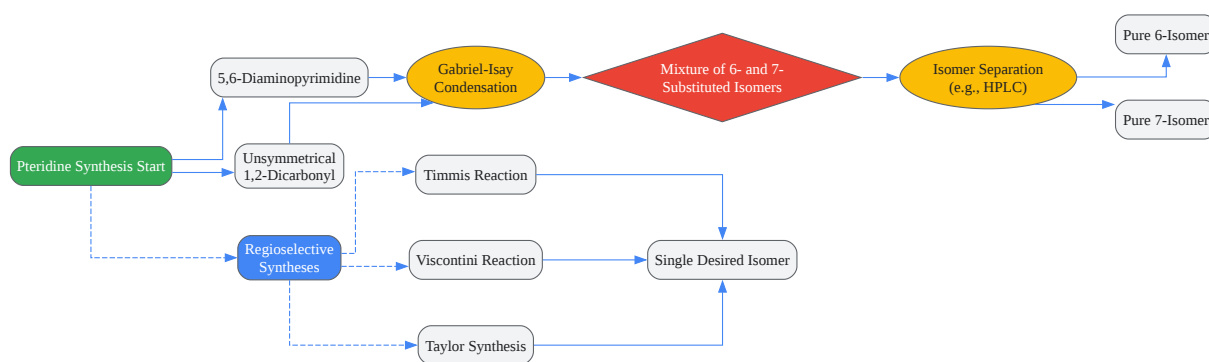 Pteridine Synthesis Start
5,6-Diaminopyrimidine
Unsymmetrical
1,2-Dicarbonyl
Gabriel-Isay
Condensation
Mixture of 6- and 7-
Substituted Isomers
Isomer Separation
(e.g., HPLC)
Pure 6-Isomer
Pure 7-Isomer
Regioselective
Syntheses
Timmis Reaction
Viscontini Reaction
Taylor Synthesis
Single Desired Isomer